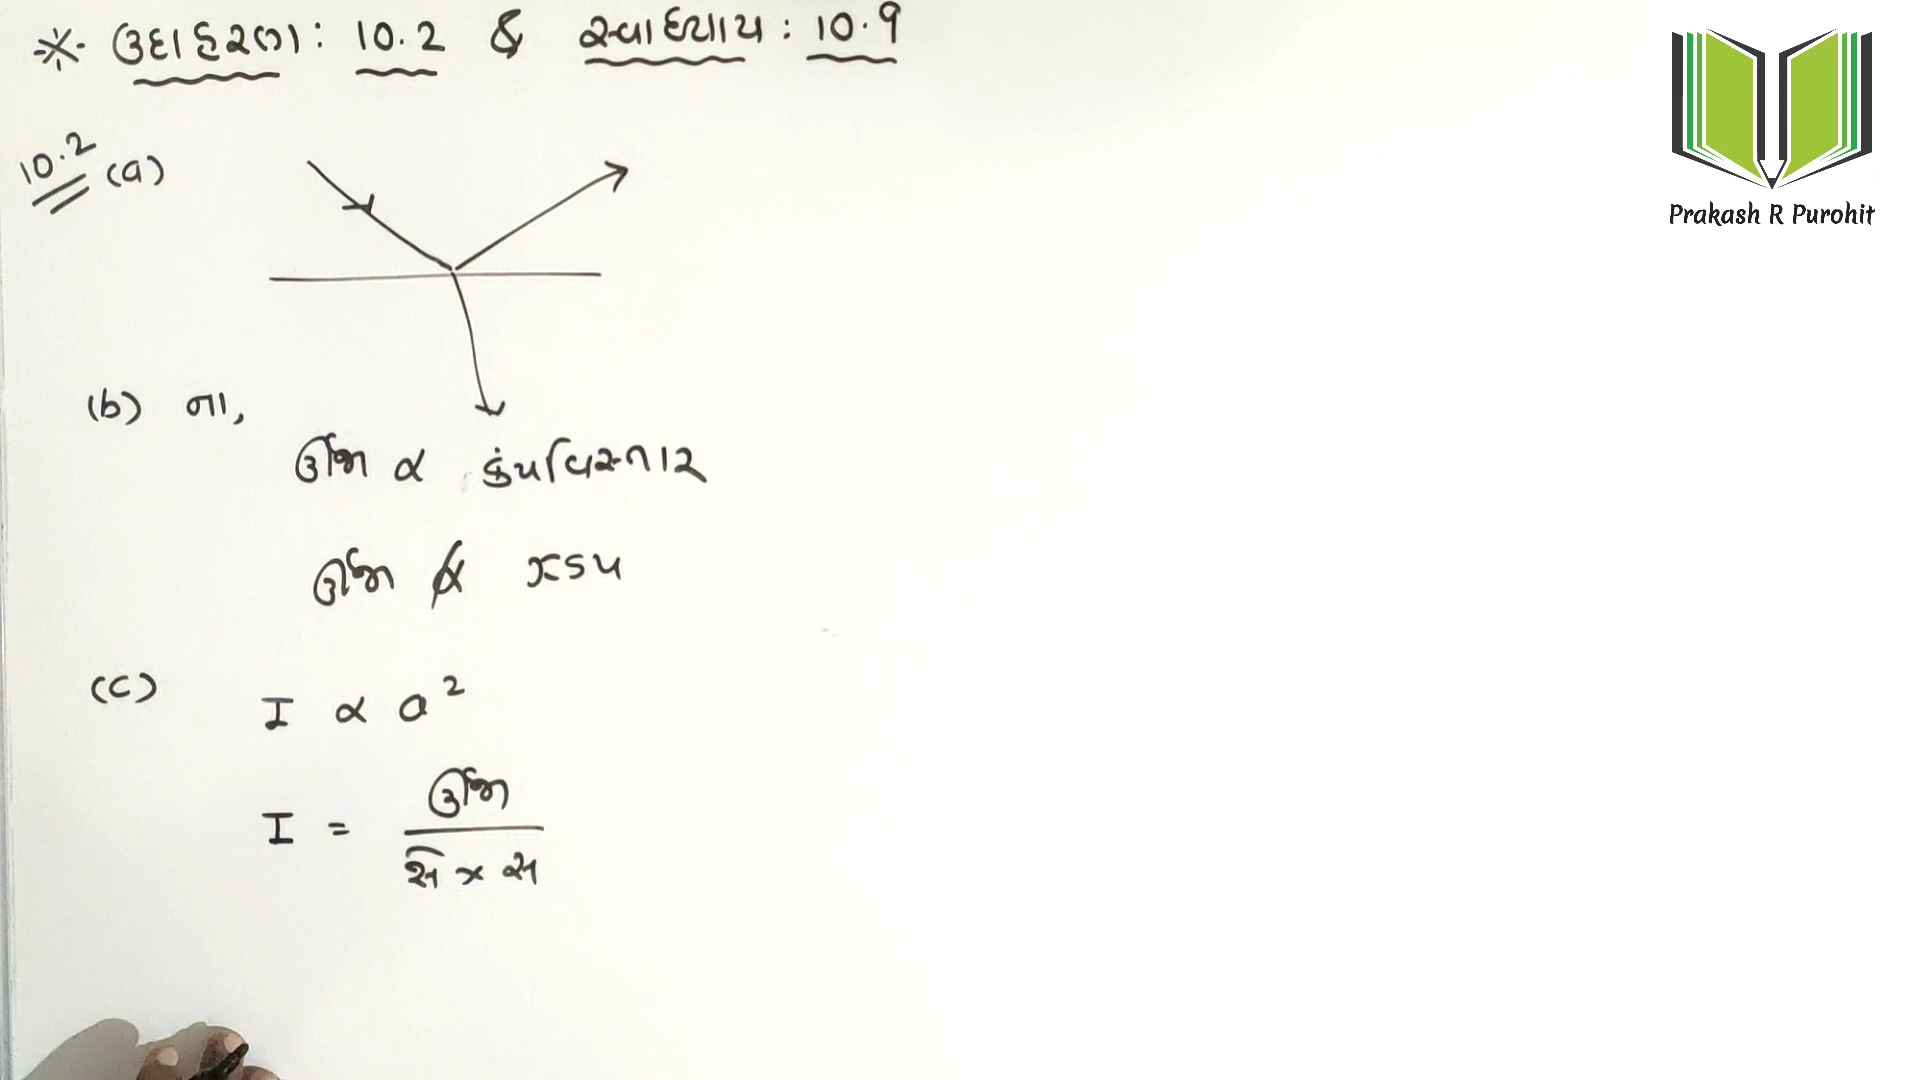 * ઉદાહરણ: 10.2 & સ્વાધ્યાય: 10.9
10.2 (a)
(b) ના,
ઊર્જા ∝ કંપવિસ્તાર
ઊર્જા ∝̸ ઝડપ
(c) I ∝ a²
I = ઊર્જા / ક્ષે × સ
Prakash R Purohit